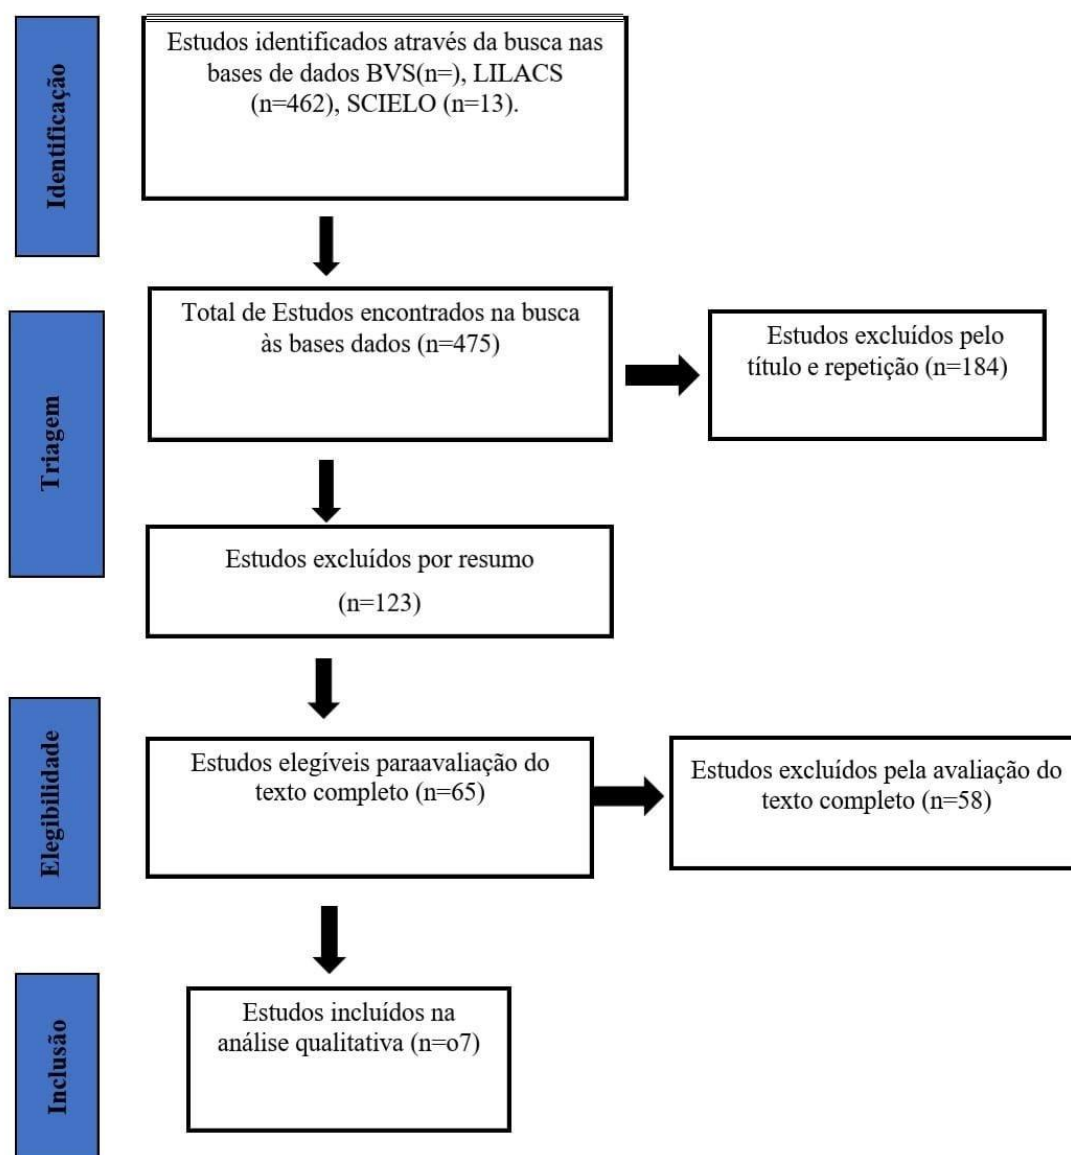 Identificação
Estudos identificados através da busca nas
bases de dados BVS(n=), LILACS
(n=462), SCIELO (n=13).
Triagem
Total de Estudos encontrados na busca
às bases dados (n=475)
Estudos excluídos pelo
título e repetição (n=184)
Estudos excluídos por resumo
(n=123)
Elegibilidade
Estudos elegíveis paraavaliação do
texto completo (n=65)
Estudos excluídos pela avaliação do
texto completo (n=58)
Inclusão
Estudos incluídos na
análise qualitativa (n=o7)